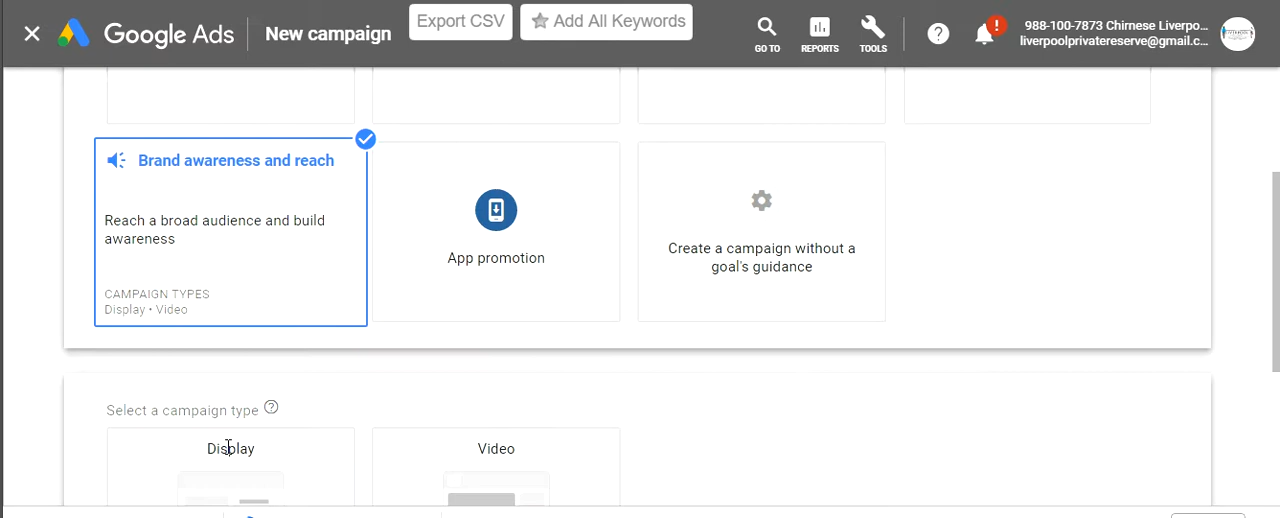 Google Ads
New campaign
Export CSV
Add All Keywords
GO TO
REPORTS
TOOLS
?
!
988-100-7873 Chirnese Liverpo...
liverpoolprivatereserve@gmail.c...
Brand awareness and reach
Reach a broad audience and build
awareness
CAMPAIGN TYPES
Display • Video
App promotion
Create a campaign without a
goal's guidance
Select a campaign type ?
Display
Video